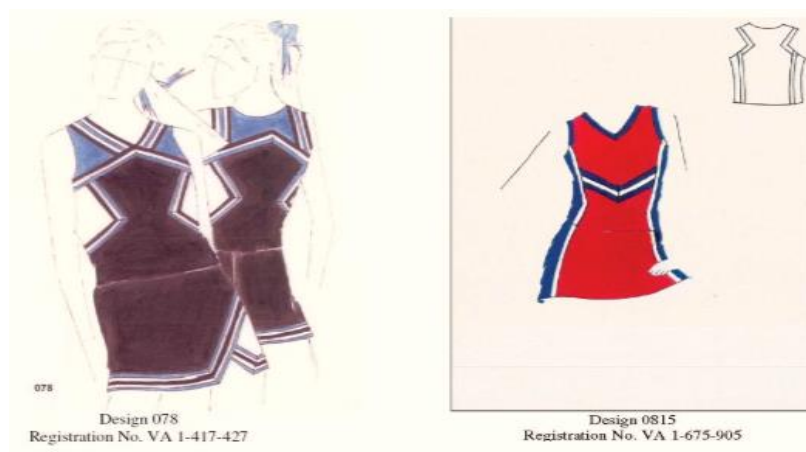 078
Design 078
Registration No. VA 1-417-427
Design 0815
Registration No. VA 1-675-905